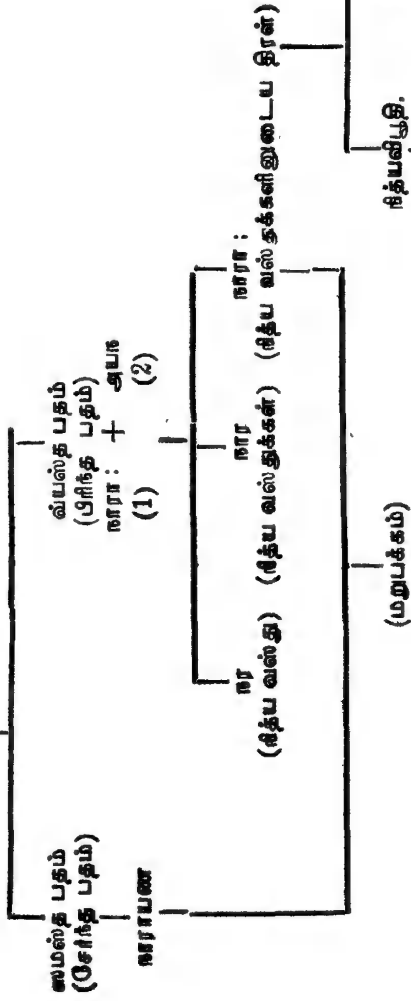 ஸமஸ்த பதம்
(சேர்ந்த பதம்)
நாராயண
வ்யஸ்த பதம்
(பிரிந்த பதம்)
நாரா: + அயந
(1) (2)
நர
(நித்ய வஸ்து)
நார
(நித்ய வஸ்துக்கள்)
நாரா:
(நித்ய வஸ்துக்களினுடைய திரள்)
நித்யவிபூதி.
(மறுபக்கம்)